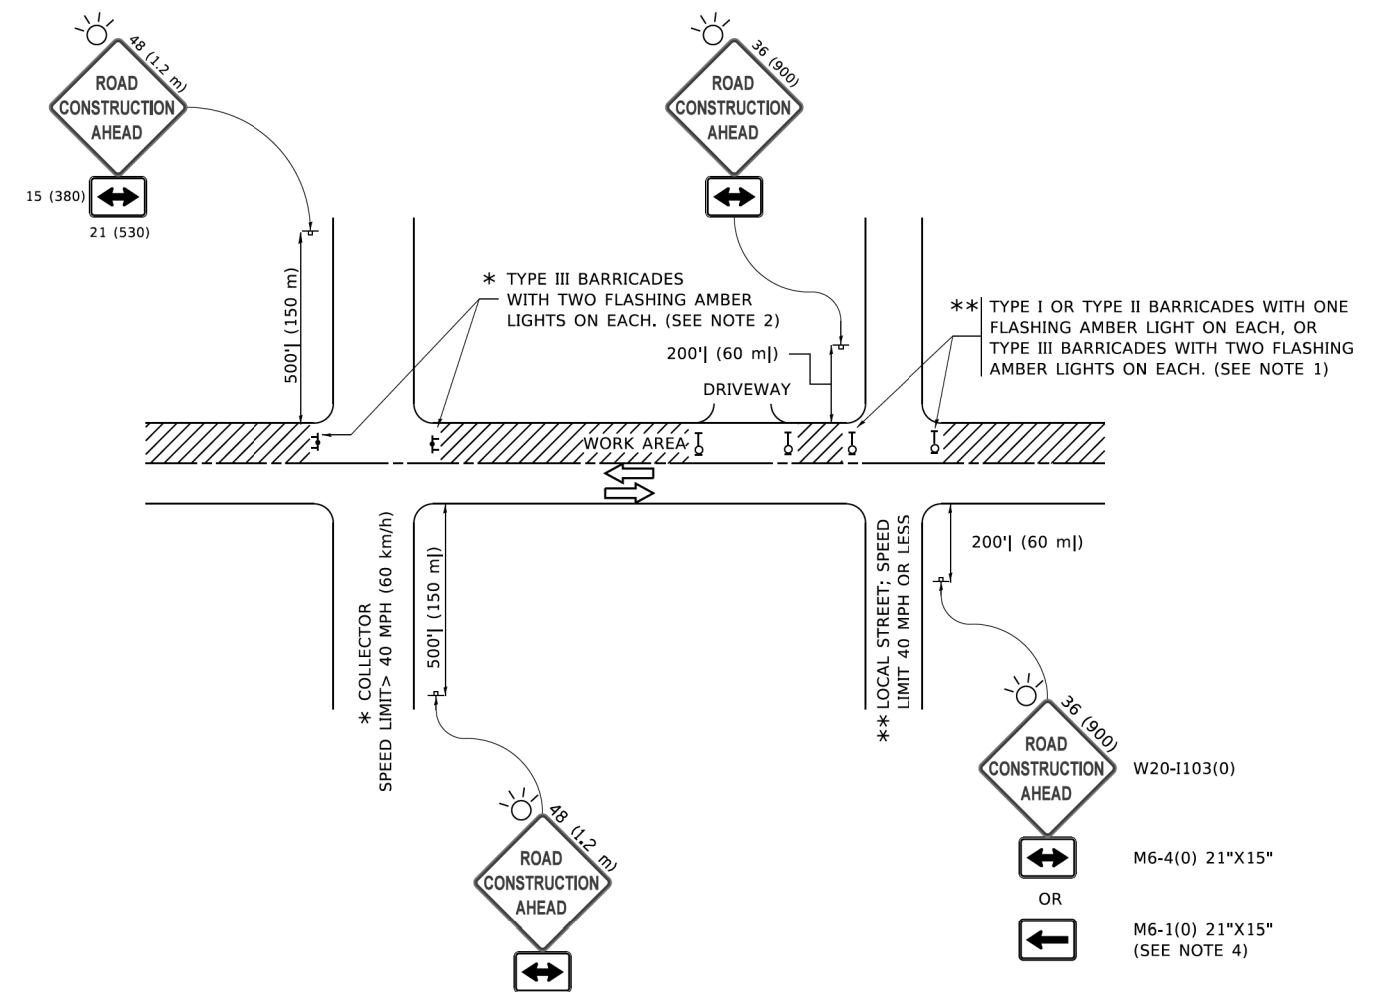 48 (1.2 m)
ROAD
CONSTRUCTION
AHEAD
15 (380)
21 (530)
36 (900)
ROAD
CONSTRUCTION
AHEAD
500'| (150 m)
* TYPE III BARRICADES
WITH TWO FLASHING AMBER
LIGHTS ON EACH. (SEE NOTE 2)
200'| (60 m|)
DRIVEWAY
** TYPE I OR TYPE II BARRICADES WITH ONE
FLASHING AMBER LIGHT ON EACH, OR
TYPE III BARRICADES WITH TWO FLASHING
AMBER LIGHTS ON EACH. (SEE NOTE 1)
WORK AREA
* COLLECTOR
SPEED LIMIT> 40 MPH (60 km/h)
500'| (150 m|)
** LOCAL STREET; SPEED
LIMIT 40 MPH OR LESS
200'| (60 m|)
48 (1.2 m)
ROAD
CONSTRUCTION
AHEAD
36 (900)
ROAD
CONSTRUCTION
AHEAD
W20-I103(0)
M6-4(0) 21"X15"
OR
M6-1(0) 21"X15"
(SEE NOTE 4)